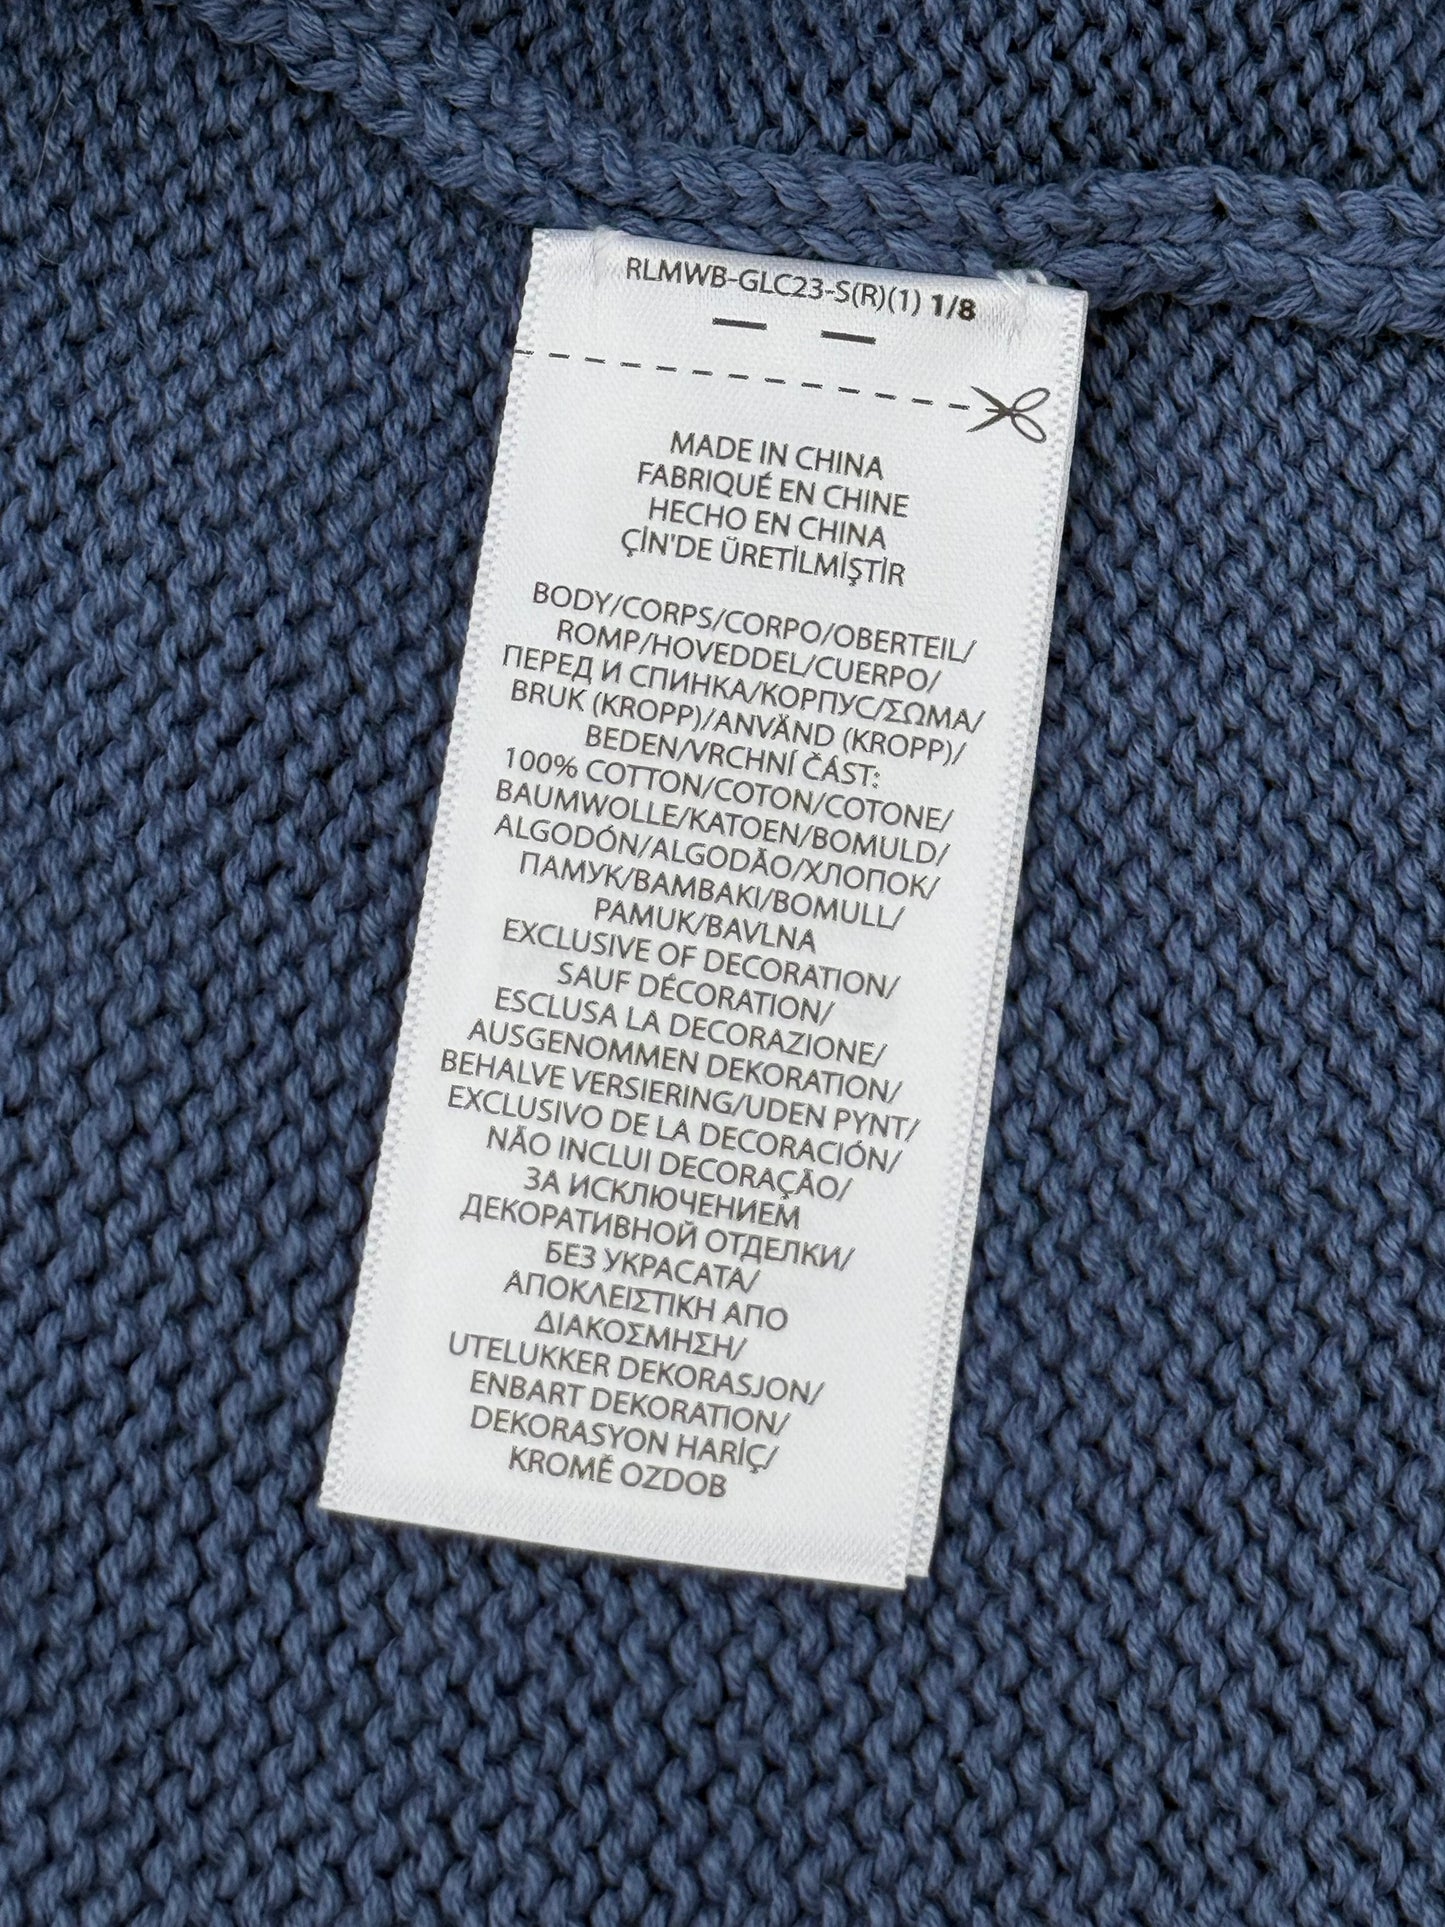 RLMWB-GLC23-S(R)(1) 1/8
MADE IN CHINA
FABRIQUÉ EN CHINE
HECHO EN CHINA
ÇİN'DE ÜRETİLMİŞTİR
BODY/CORPS/CORPO/OBERTEIL/
ROMP/HOVEDDEL/CUERPO/
ПЕРЕД И СПИНКА/КОРПУС/ΣΩΜΑ/
BRUK (KROPP)/ANVÄND (KROPP)/
BEDEN/VRCHNÍ ČÁST:
100% COTTON/COTON/COTONE/
BAUMWOLLE/KATOEN/BOMULD/
ALGODÓN/ALGODÃO/ХЛОПОК/
ПАМУК/ΒΑΜΒΑΚΙ/BOMULL/
PAMUK/BAVLNA
EXCLUSIVE OF DECORATION/
SAUF DÉCORATION/
ESCLUSA LA DECORAZIONE/
AUSGENOMMEN DEKORATION/
BEHALVE VERSIERING/UDEN PYNT/
EXCLUSIVO DE LA DECORACIÓN/
NÃO INCLUI DECORAÇÃO/
ЗА ИСКЛЮЧЕНИЕМ
ДЕКОРАТИВНОЙ ОТДЕЛКИ/
БЕЗ УКРАСАТА/
ΑΠΟΚΛΕΙΣΤΙΚΗ ΑΠΟ
ΔΙΑΚΟΣΜΗΣΗ/
UTELUKKER DEKORASJON/
ENBART DEKORATION/
DEKORASYON HARİÇ/
KROMĚ OZDOB